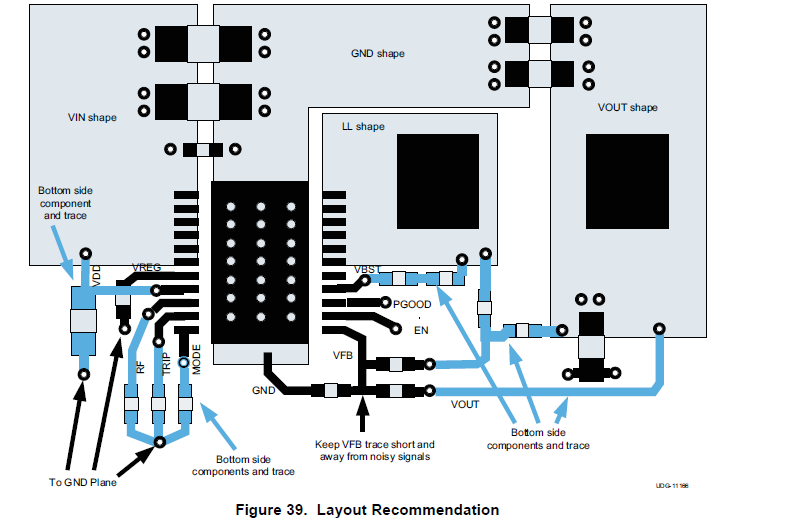 GND shape
VIN shape
VOUT shape
LL shape
Bottom side
component
and trace
VDD
VREG
VBST
PGOOD
EN
VFB
RF
TRIP
MODE
GND
VOUT
Keep VFB trace short and
away from noisy signals
Bottom side
components and trace
Bottom side
components and trace
To GND Plane
UDG-11166
Figure 39.  Layout Recommendation